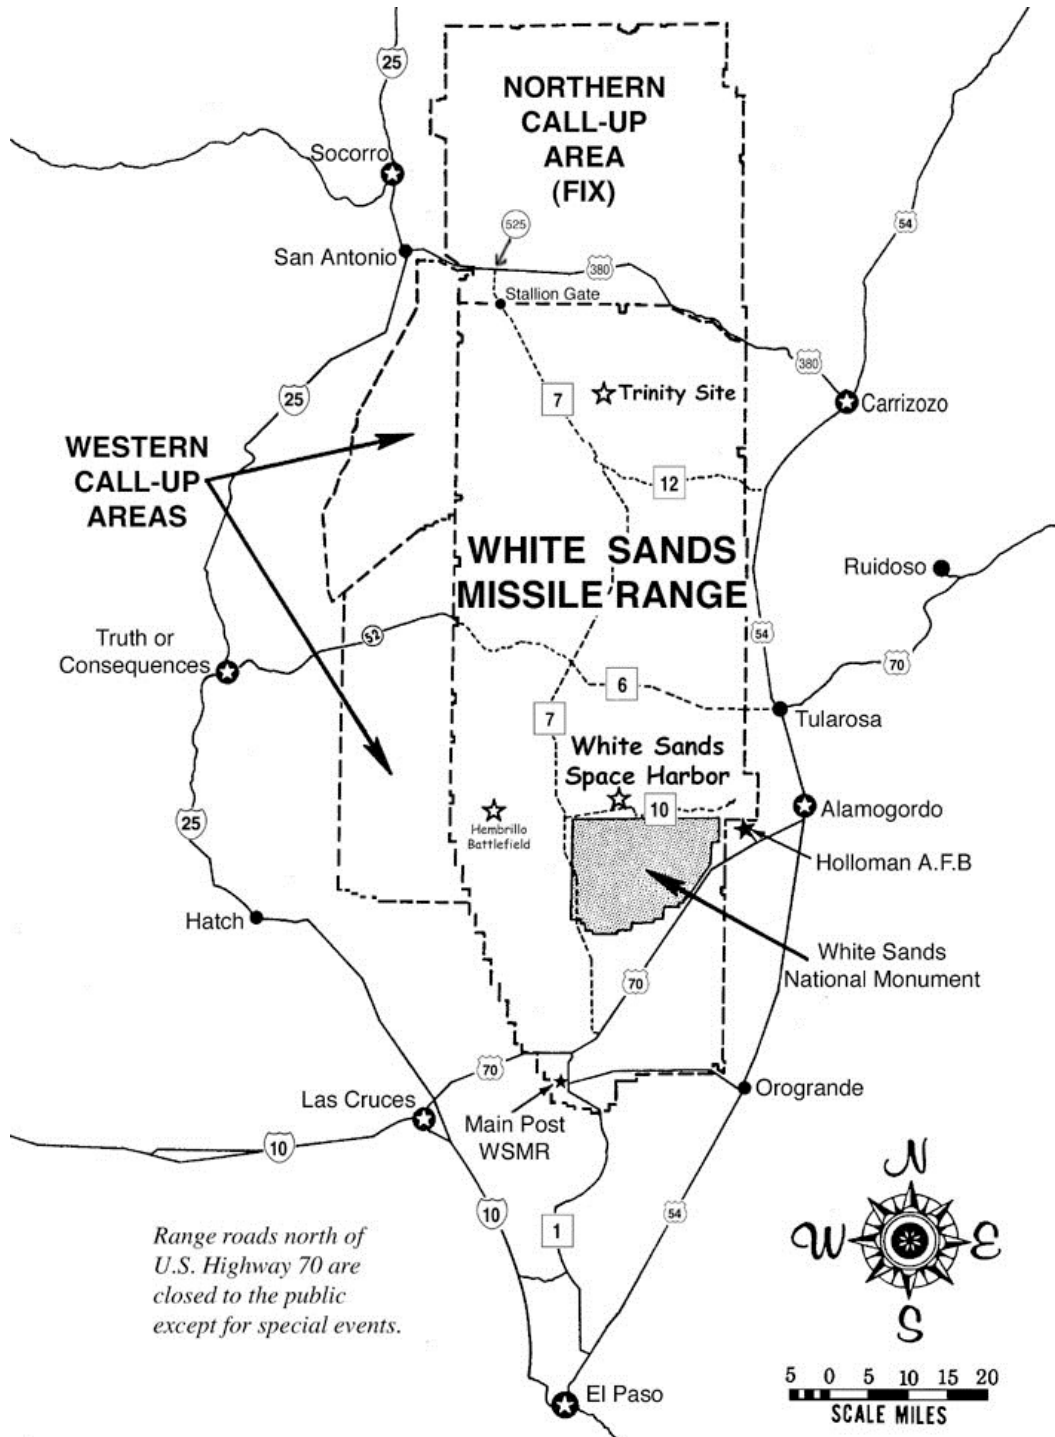 25
NORTHERN
CALL-UP
AREA
(FIX)
Socorro
525
54
San Antonio
380
Stallion Gate
380
25
7
Trinity Site
Carrizozo
WESTERN
CALL-UP
AREAS
12
WHITE SANDS
MISSILE RANGE
Ruidoso
Truth or
Consequences
52
54
70
6
7
Tularosa
White Sands
Space Harbor
10
Alamogordo
25
Hembrillo
Battlefield
Holloman A.F.B
Hatch
White Sands
National Monument
70
70
Orogrande
Las Cruces
Main Post
WSMR
10
N
10
1
54
W
E
S
Range roads north of
U.S. Highway 70 are
closed to the public
except for special events.
5 0 5 10 15 20
SCALE MILES
El Paso